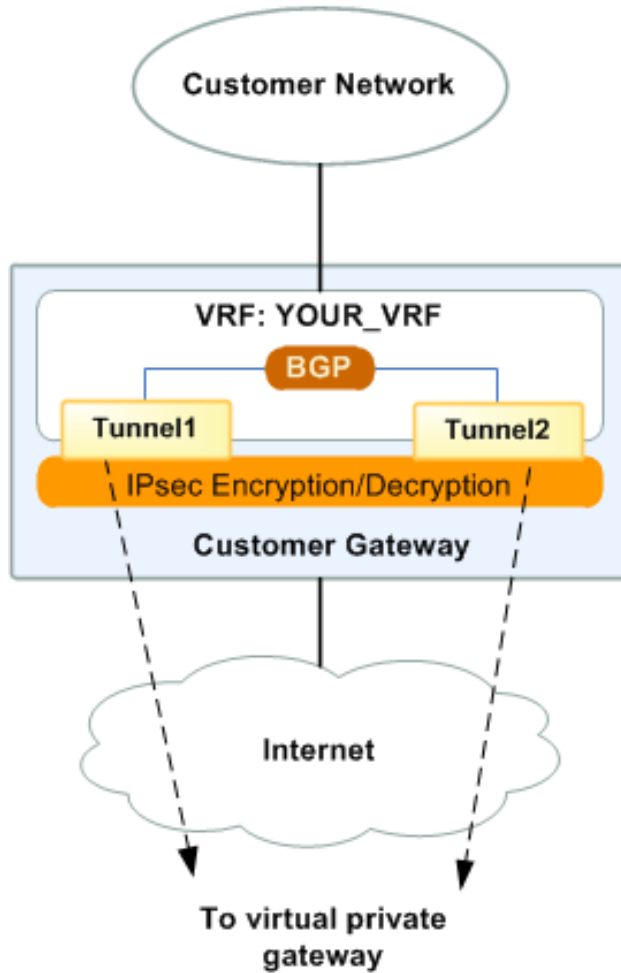 Customer Network
VRF: YOUR_VRF
BGP
Tunnel1
Tunnel2
IPsec Encryption/Decryption
Customer Gateway
Internet
To virtual private
gateway